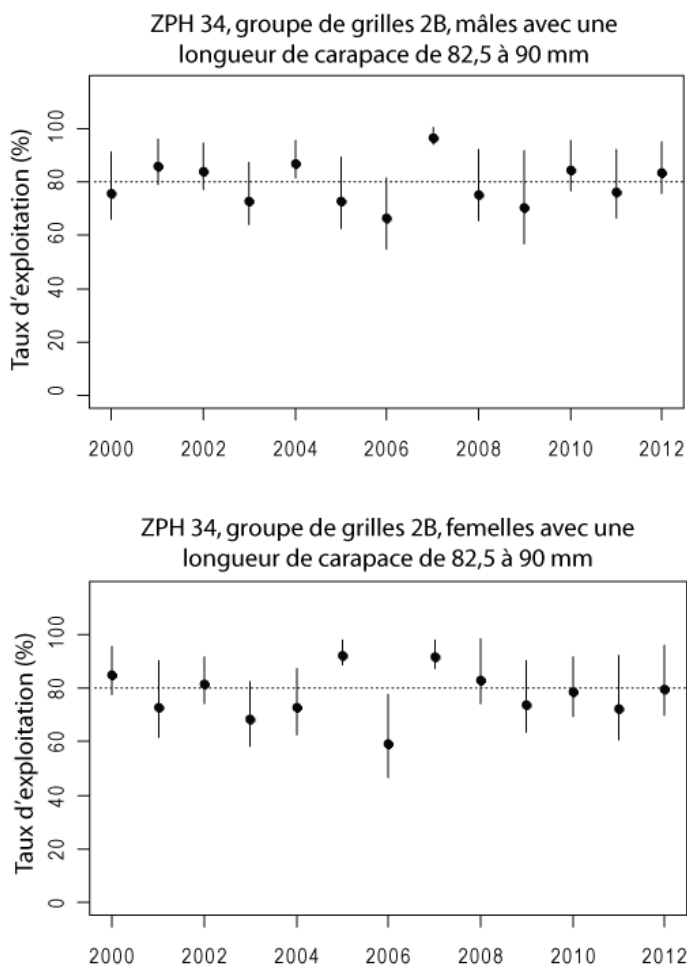 ZPH 34, groupe de grilles 2B, mâles avec une
longueur de carapace de 82,5 à 90 mm
Taux d'exploitation (%)
100
80
60
40
20
0
2000 2002 2004 2006 2008 2010 2012
ZPH 34, groupe de grilles 2B, femelles avec une
longueur de carapace de 82,5 à 90 mm
Taux d'exploitation (%)
100
80
60
40
20
0
2000 2002 2004 2006 2008 2010 2012